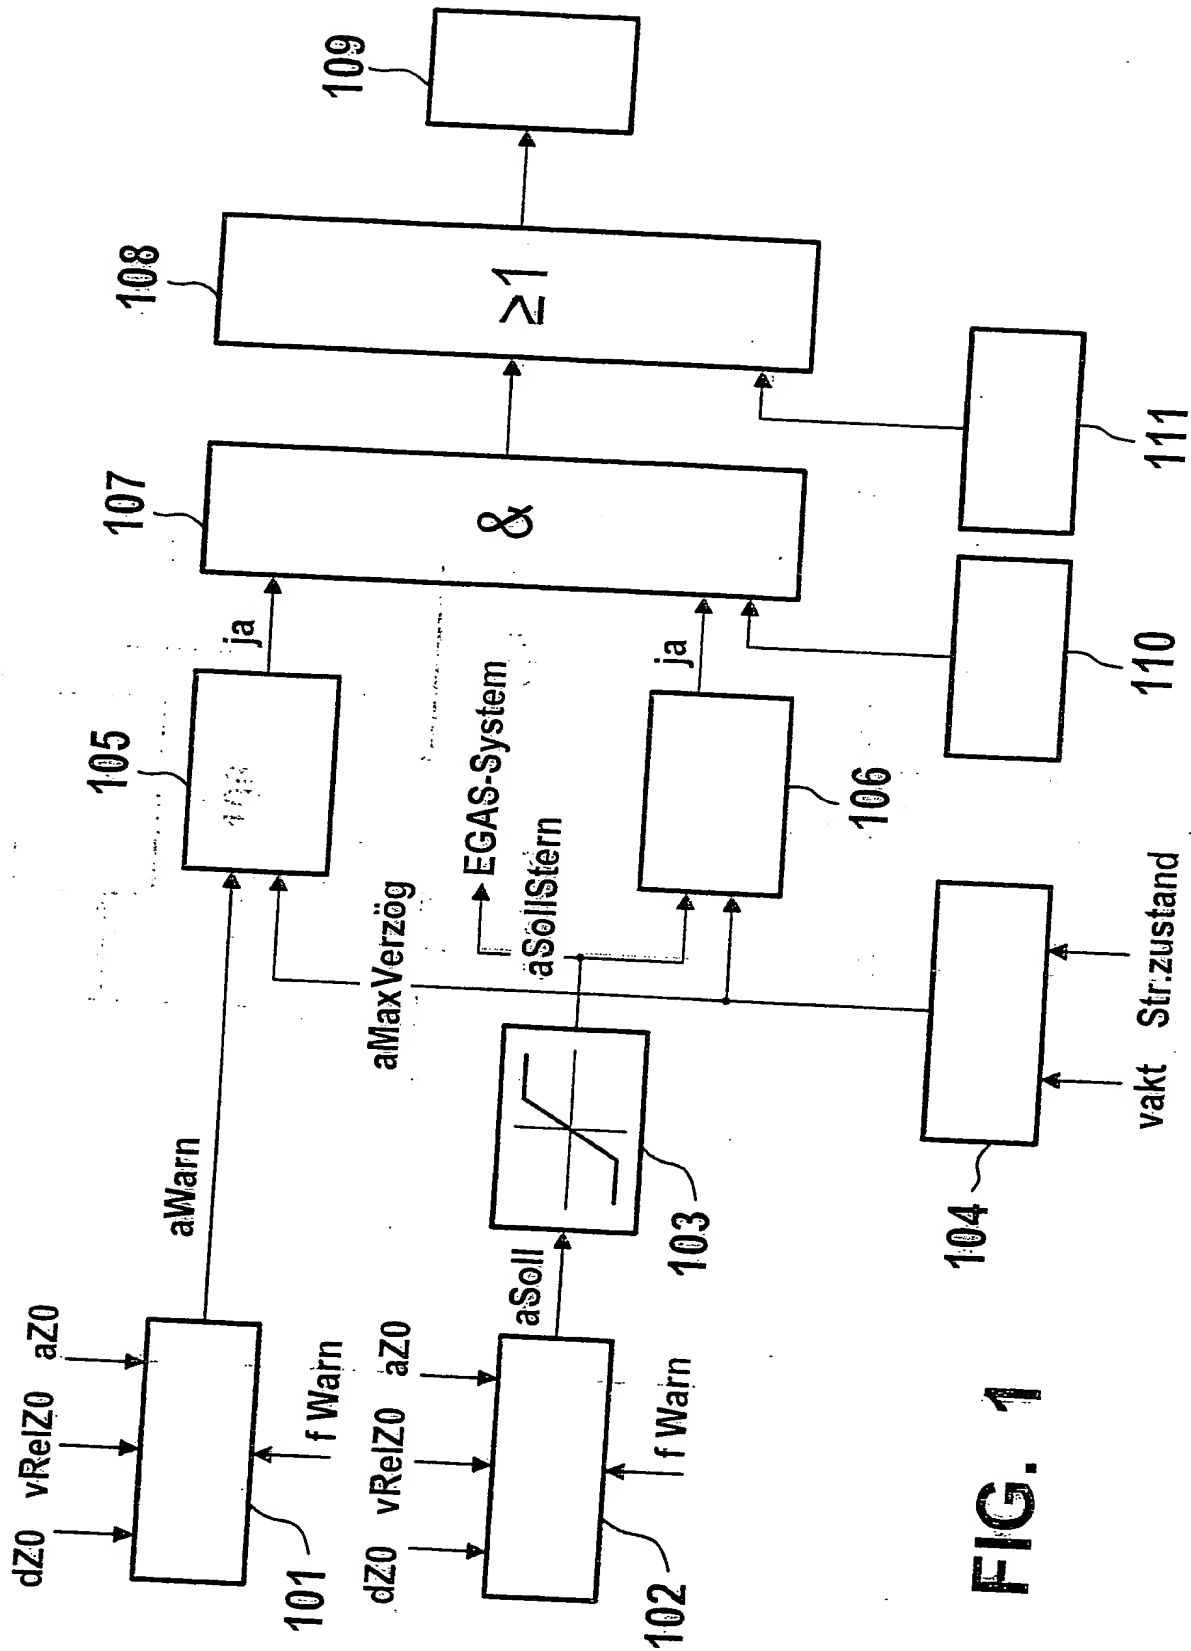 dZ0
vRelZ0
aZ0
f Warn
101
aWarn
105
ja
107
&
108
≥1
109
dZ0
vRelZ0
aZ0
f Warn
102
aSoll
103
aMaxVerzög
aSollStern
EGAS-System
106
ja
104
vakt
Str.zustand
110
111
FIG. 1